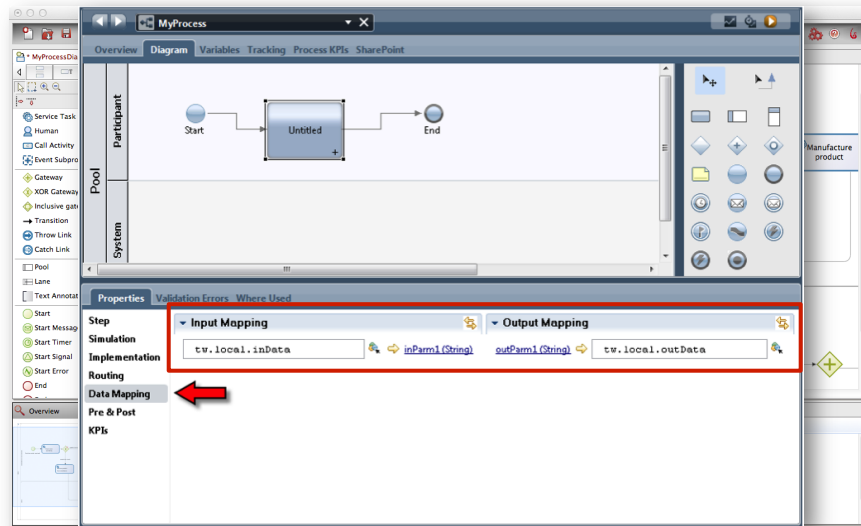 MyProcess
Overview Diagram Variables Tracking Process KPIs SharePoint
Pool
Participant
System
Start
Untitled
End
Properties Validation Errors Where Used
Step
Simulation
Implementation
Routing
Data Mapping
Pre & Post
KPIs
Input Mapping
tw.local.inData
inParm1 (String)
Output Mapping
outParm1 (String)
tw.local.outData
* MyProcessDia
Service Task
Human
Call Activity
Event Subpro
Gateway
XOR Gateway
Inclusive gate
Transition
Throw Link
Catch Link
Pool
Lane
Text Annotat
Start
Start Messag
Start Timer
Start Signal
Start Error
End
Overview
Manufacture
product